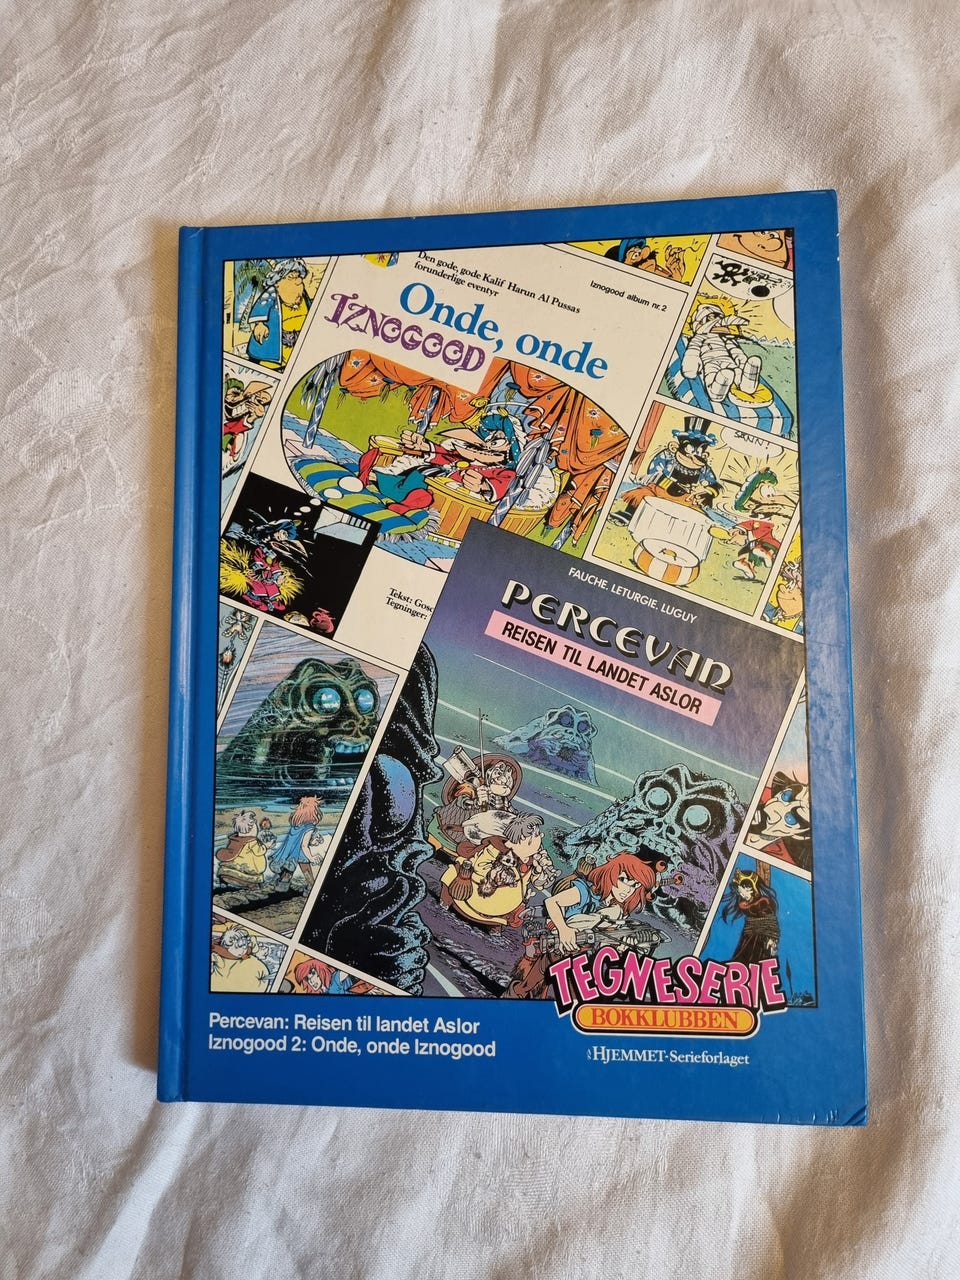 Den gode, gode Kalif Harun Al Pussas
forunderlige eventyr
Iznogood album nr. 2
Onde, onde
IZNOGOOD
SANN!
Tekst:
Tegninger:
FAUCHE, LETURGIE, LUGUY
PERCEVAN
REISEN TIL LANDET ASLOR
TEGNESERIE
BOKKLUBBEN
Percevan: Reisen til landet Aslor
Iznogood 2: Onde, onde Iznogood
A/S HJEMMET-Serieforlaget